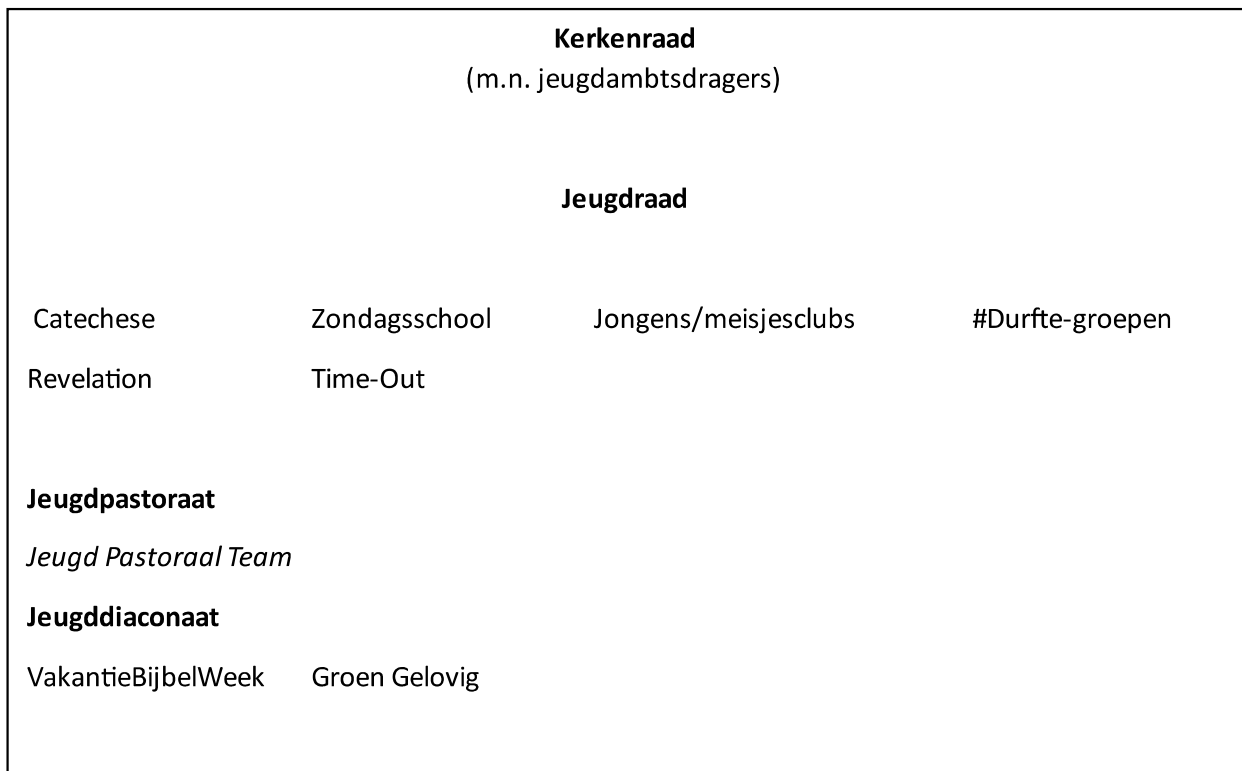 Kerkenraad
(m.n. jeugdambtsdragers)
Jeugdraad
Catechese Zondagsschool Jongens/meisjesclubs #Durfte-groepen
Revelation Time-Out
Jeugdpastoraat
Jeugd Pastoraal Team
Jeugddiaconaat
VakantieBijbelWeek Groen Gelovig